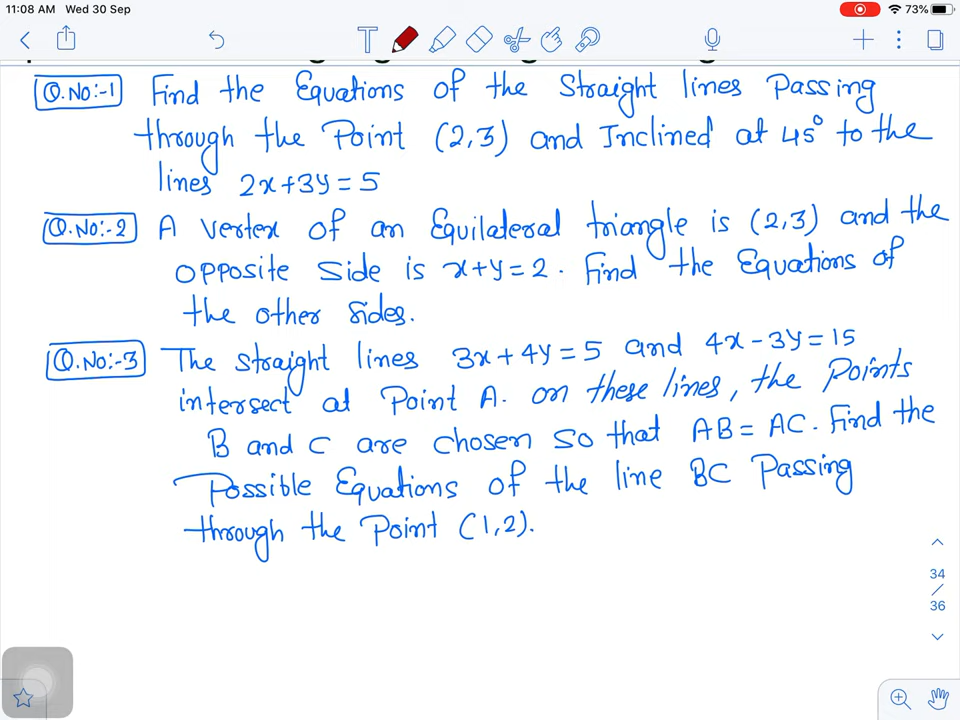 11:08 AM Wed 30 Sep
73%
T
Q.No:-1 Find the Equations of the Straight lines Passing
through the Point (2,3) and Inclined at 45° to the
lines 2x+3y=5
Q.No:-2 A vertex of an Equilateral triangle is (2,3) and the
opposite side is x+y=2. Find the Equations of
the other sides.
Q.No:-3 The straight lines 3x+4y=5 and 4x-3y=15
intersect at Point A. on these lines, the Points
B and C are chosen so that AB=AC. Find the
Possible Equations of the line BC Passing
through the Point (1,2).
34
/
36